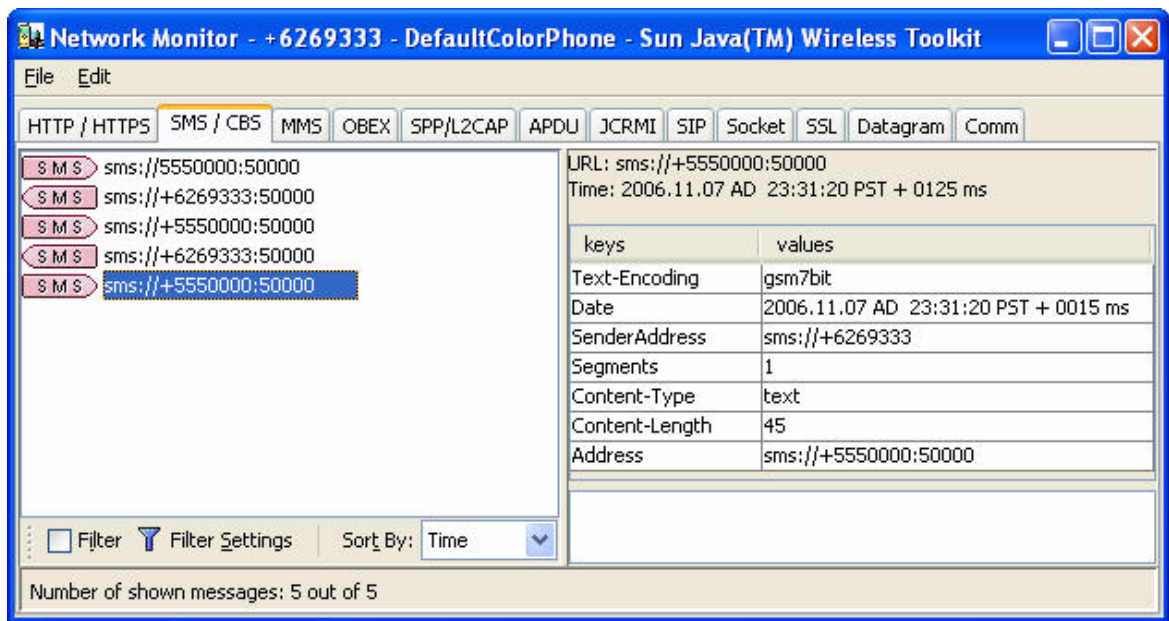 Network Monitor - +6269333 - DefaultColorPhone - Sun Java(TM) Wireless Toolkit
File Edit
HTTP / HTTPS SMS / CBS MMS OBEX SPP/L2CAP APDU JCRMI SIP Socket SSL Datagram Comm
SMS sms://5550000:50000
SMS sms://+6269333:50000
SMS sms://+5550000:50000
SMS sms://+6269333:50000
SMS sms://+5550000:50000
URL: sms://+5550000:50000
Time: 2006.11.07 AD 23:31:20 PST + 0125 ms
keys values
Text-Encoding gsm7bit
Date 2006.11.07 AD 23:31:20 PST + 0015 ms
SenderAddress sms://+6269333
Segments 1
Content-Type text
Content-Length 45
Address sms://+5550000:50000
Filter Filter Settings Sort By: Time
Number of shown messages: 5 out of 5